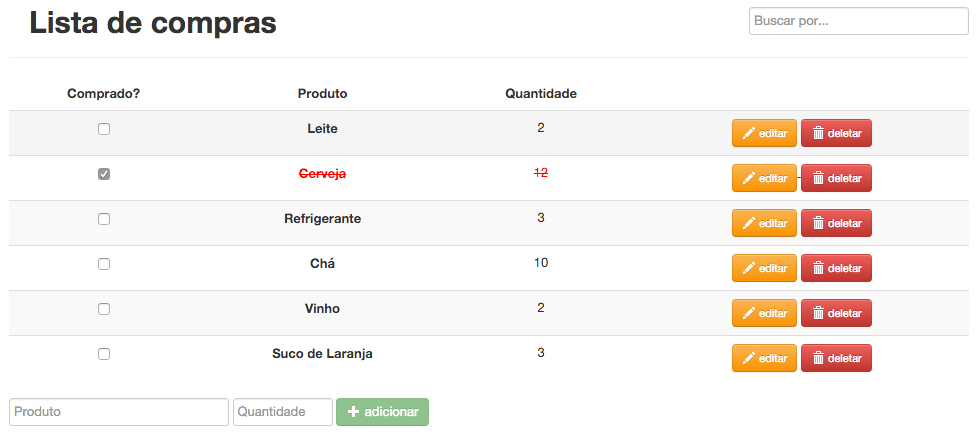 Lista de compras
Buscar por...
Comprado? Produto Quantidade
Leite 2 editar deletar
Cerveja 12 editar deletar
Refrigerante 3 editar deletar
Chá 10 editar deletar
Vinho 2 editar deletar
Suco de Laranja 3 editar deletar
Produto Quantidade + adicionar